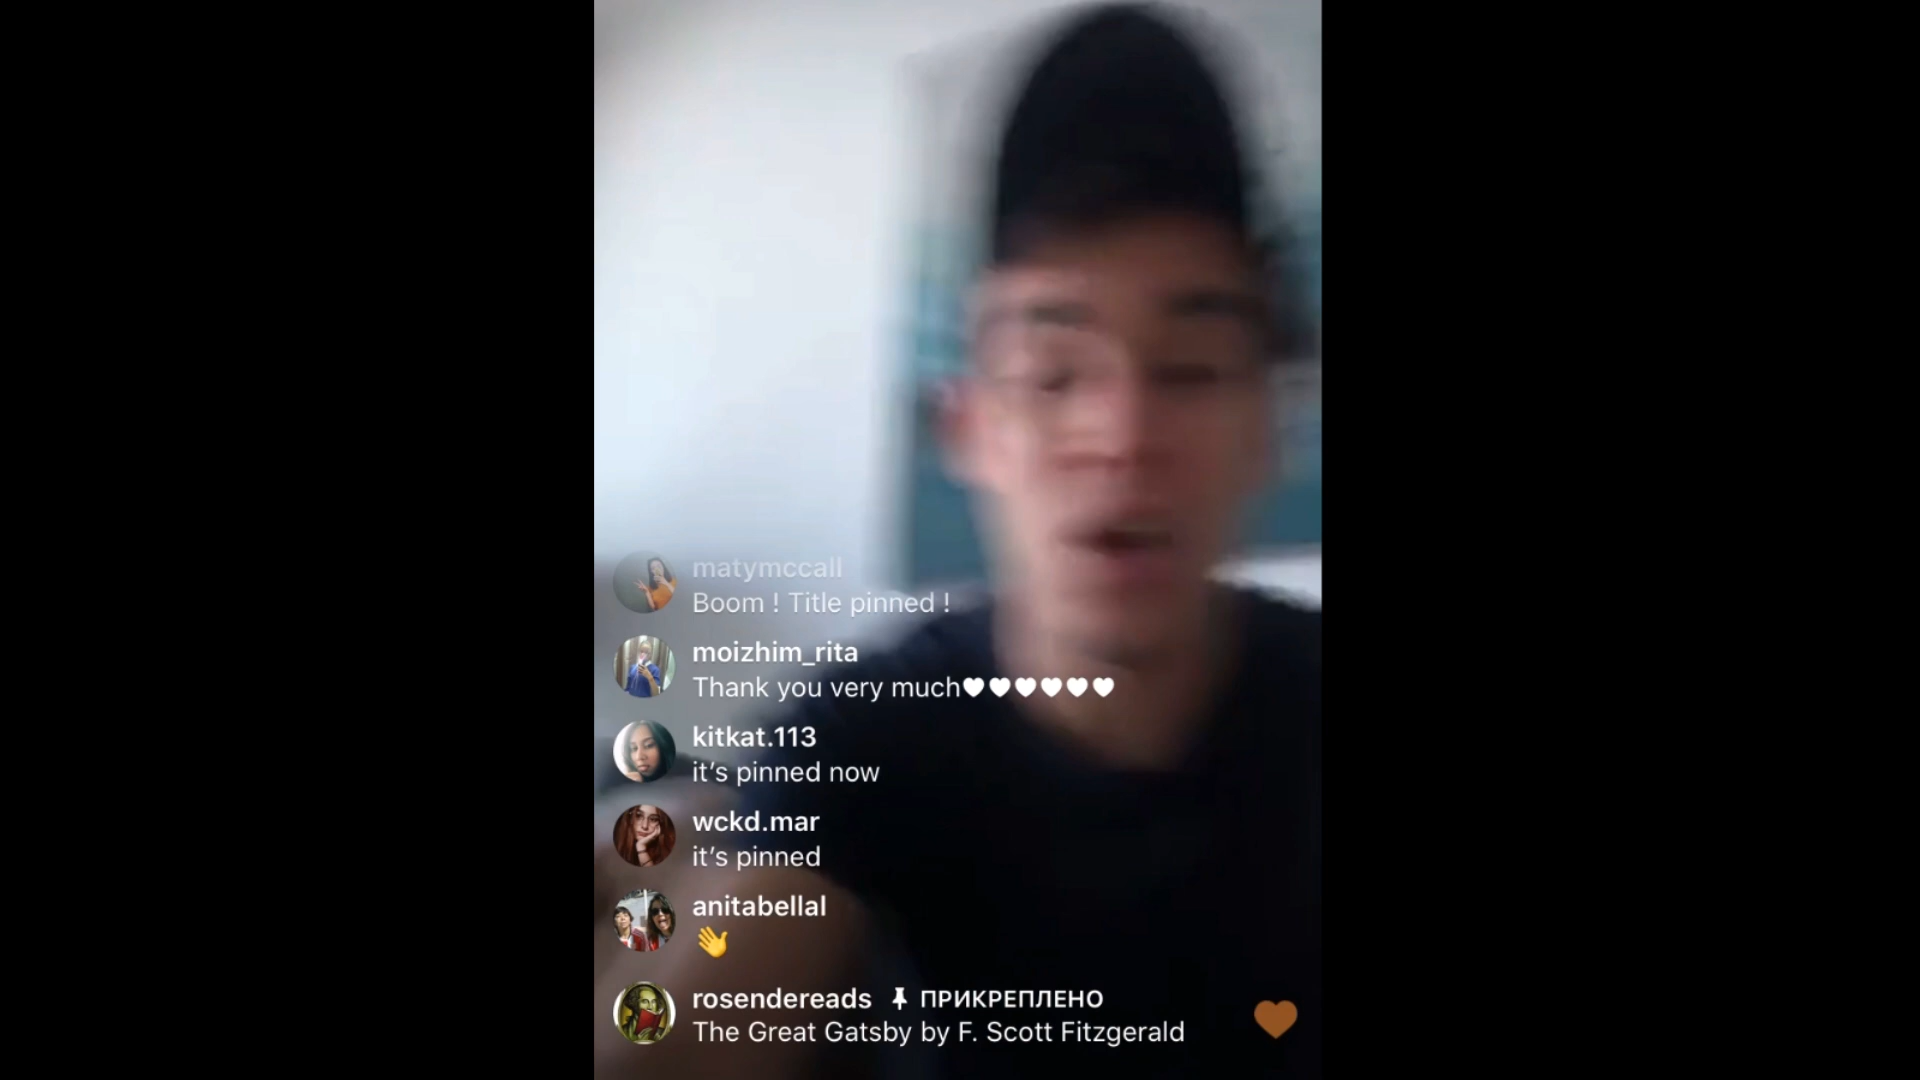 matymccall
Boom ! Title pinned !
moizhim_rita
Thank you very much🤍🤍🤍🤍🤍🤍
kitkat.113
it’s pinned now
wckd.mar
it’s pinned
anitabellal
👋
rosendereads 📌 ПРИКРЕПЛЕНО
The Great Gatsby by F. Scott Fitzgerald